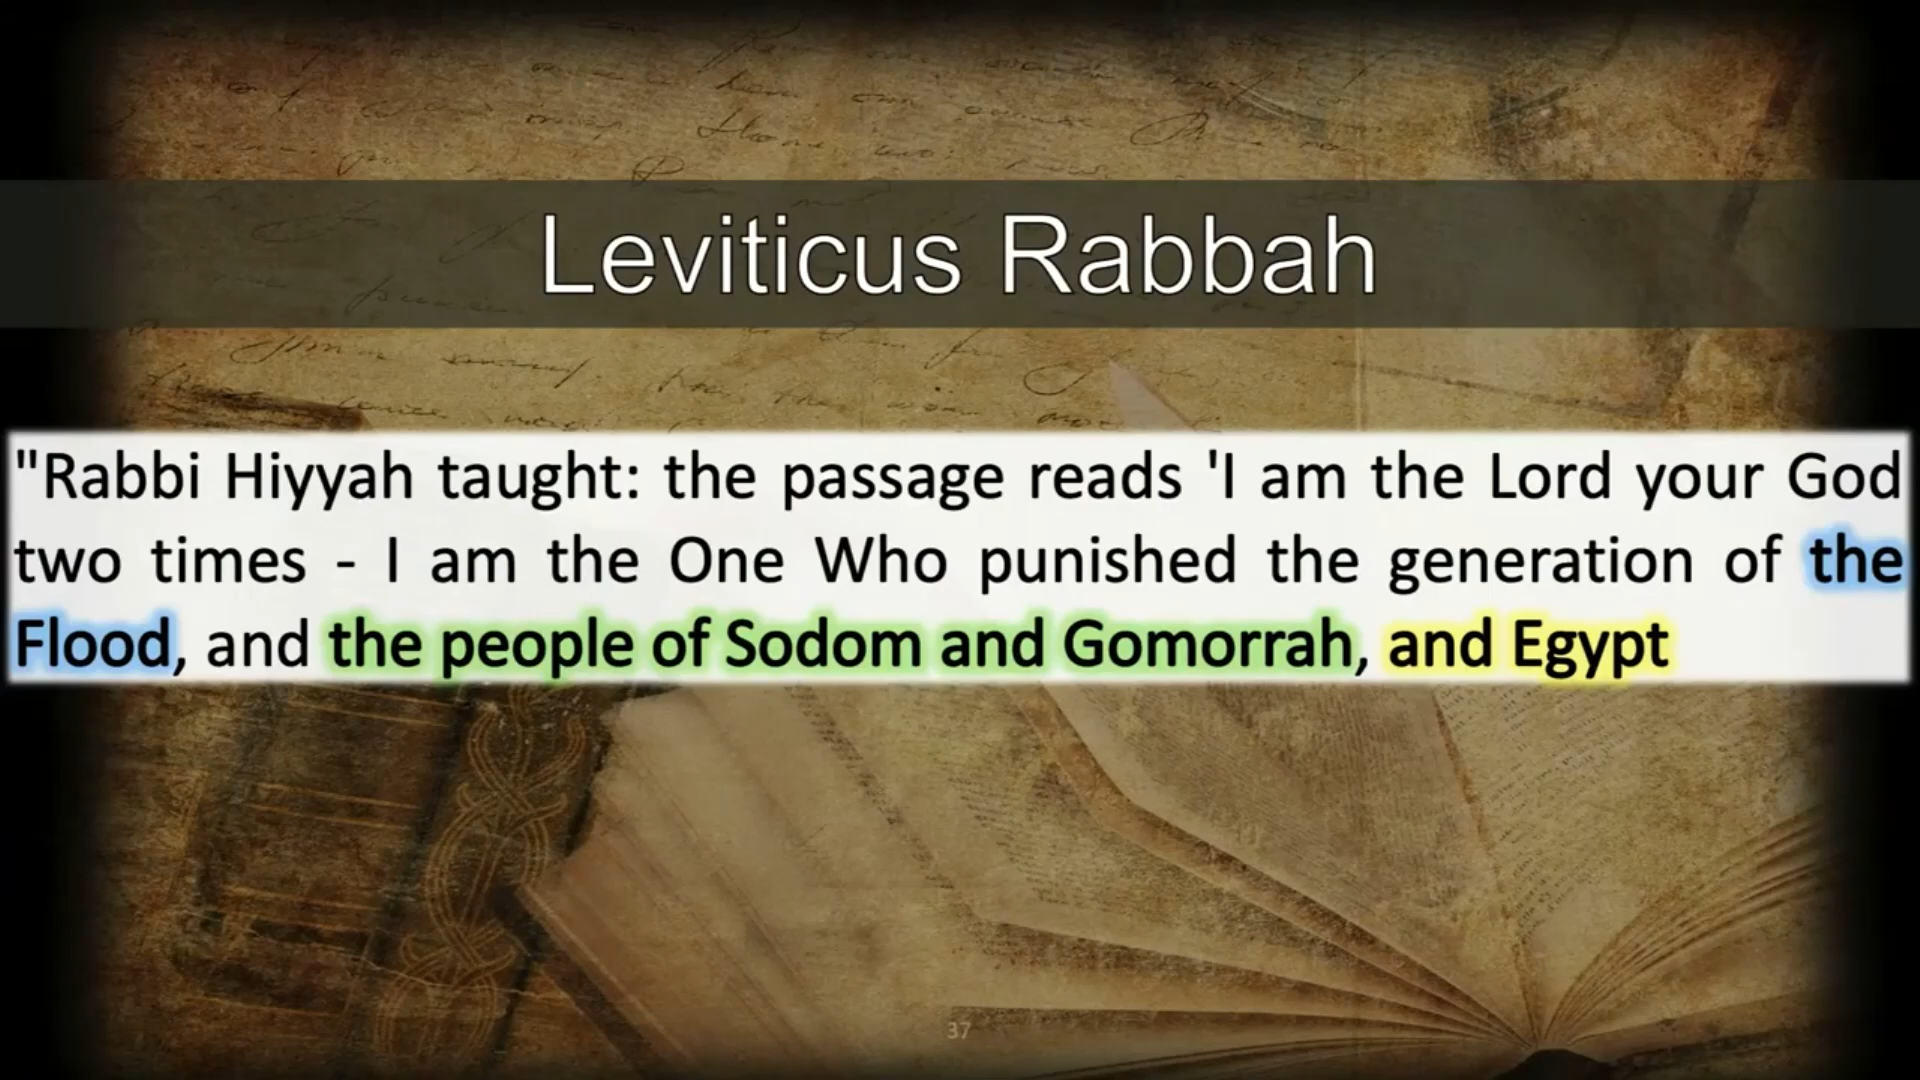 Leviticus Rabbah
"Rabbi Hiyyah taught: the passage reads 'I am the Lord your God
two times - I am the One Who punished the generation of the
Flood, and the people of Sodom and Gomorrah, and Egypt
37